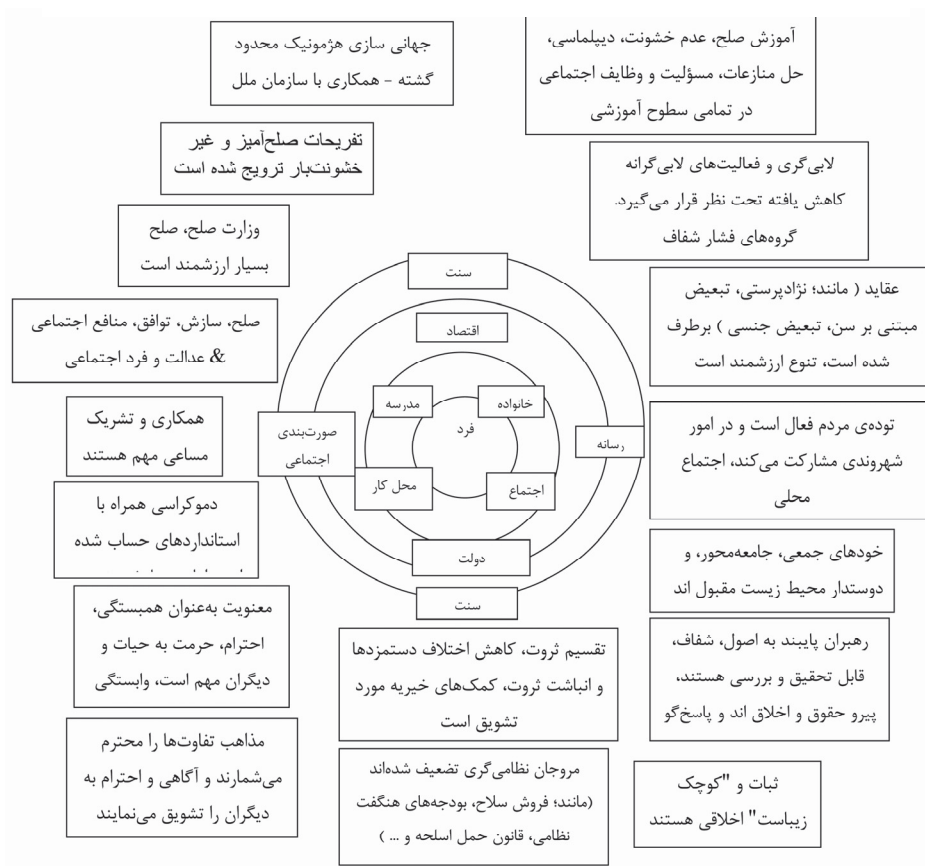 آموزش صلح، عدم خشونت، دیپلماسی،
حل منازعات، مسؤلیت و وظایف اجتماعی
در تمامی سطوح آموزشی
جهانی سازی هژمونیک محدود
گشته - همکاری با سازمان ملل
تفریحات صلح‌آمیز و غیر
خشونت‌بار ترویج شده است
لابی‌گری و فعالیت‌های لابی‌گرانه
کاهش یافته تحت نظر قرار می‌گیرد.
گروه‌های فشار شفاف
وزارت صلح، صلح
بسیار ارزشمند است
عقاید ( مانند؛ نژادپرستی، تبعیض
مبتنی بر سن، تبعیض جنسی ) برطرف
شده است، تنوع ارزشمند است
صلح، سازش، توافق، منافع اجتماعی
& عدالت و فرد اجتماعی
سنت
اقتصاد
خانواده
مدرسه
فرد
رسانه
صورت‌بندی
اجتماعی
اجتماع
محل کار
دولت
سنت
توده‌ی مردم فعال است و در امور
شهروندی مشارکت می‌کند، اجتماع
محلی
همکاری و تشریک
مساعی مهم هستند
دموکراسی همراه با
استانداردهای حساب شده
خودهای جمعی، جامعه‌محور، و
دوستدار محیط زیست مقبول اند
معنویت به‌عنوان همبستگی،
احترام، حرمت به حیات و
دیگران مهم است، وابستگی
رهبران پایبند به اصول، شفاف،
قابل تحقیق و بررسی هستند،
پیرو حقوق و اخلاق اند و پاسخ‌گو
تقسیم ثروت، کاهش اختلاف دستمزدها
و انباشت ثروت، کمک‌های خیریه مورد
تشویق است
مذاهب تفاوت‌ها را محترم
می‌شمارند و آگاهی و احترام به
دیگران را تشویق می‌نمایند
مروجان نظامی‌گری تضعیف شده‌اند
(مانند؛ فروش سلاح، بودجه‌های هنگفت
نظامی، قانون حمل اسلحه و ... )
ثبات و "کوچک
زیباست" اخلاقی هستند